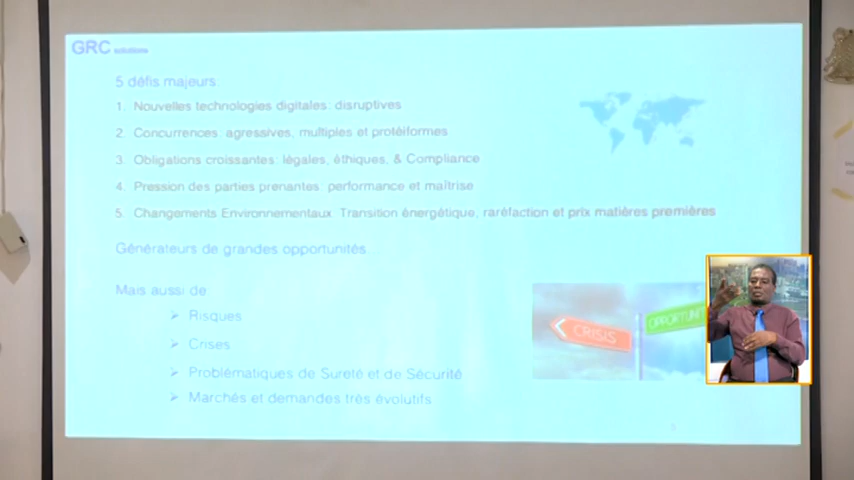 GRC solutions
5 défis majeurs:
1. Nouvelles technologies digitales: disruptives
2. Concurrences: agressives, multiples et protéiformes
3. Obligations croissantes: légales, éthiques, & Compliance
4. Pression des parties prenantes: performance et maîtrise
5. Changements Environnementaux: Transition énergétique, raréfaction et prix matières premières
Générateurs de grandes opportunités...
Mais aussi de:
➢ Risques
➢ Crises
➢ Problématiques de Sureté et de Sécurité
➢ Marchés et demandes très évolutifs
CRISIS